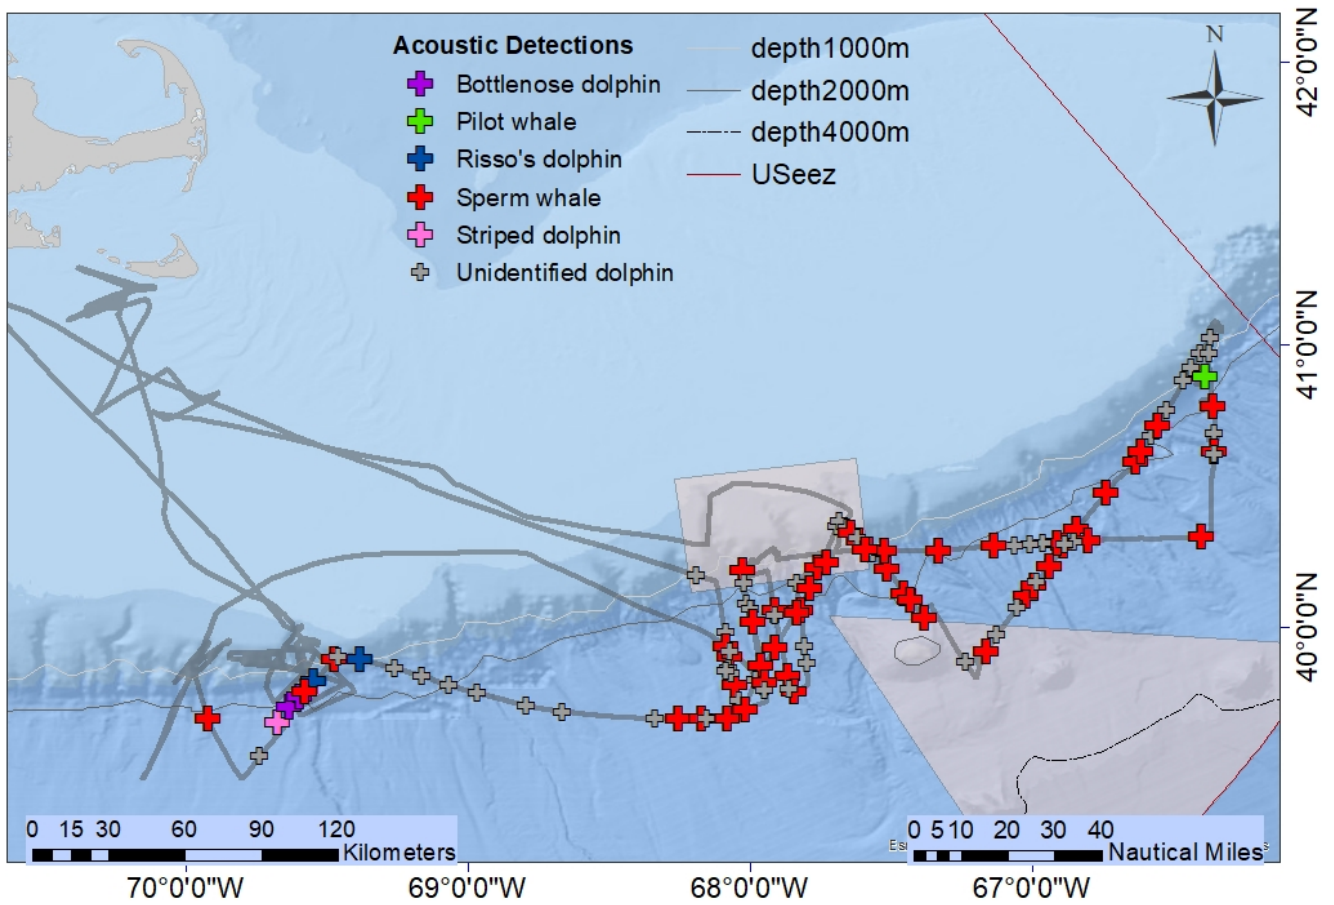 Acoustic Detections
Bottlenose dolphin
Pilot whale
Risso's dolphin
Sperm whale
Striped dolphin
Unidentified dolphin
depth1000m
depth2000m
depth4000m
USeez
N
42°0'0"N
41°0'0"N
40°0'0"N
0 15 30 60 90 120
Kilometers
0 5 10 20 30 40
Nautical Miles
70°0'0"W 69°0'0"W 68°0'0"W 67°0'0"W